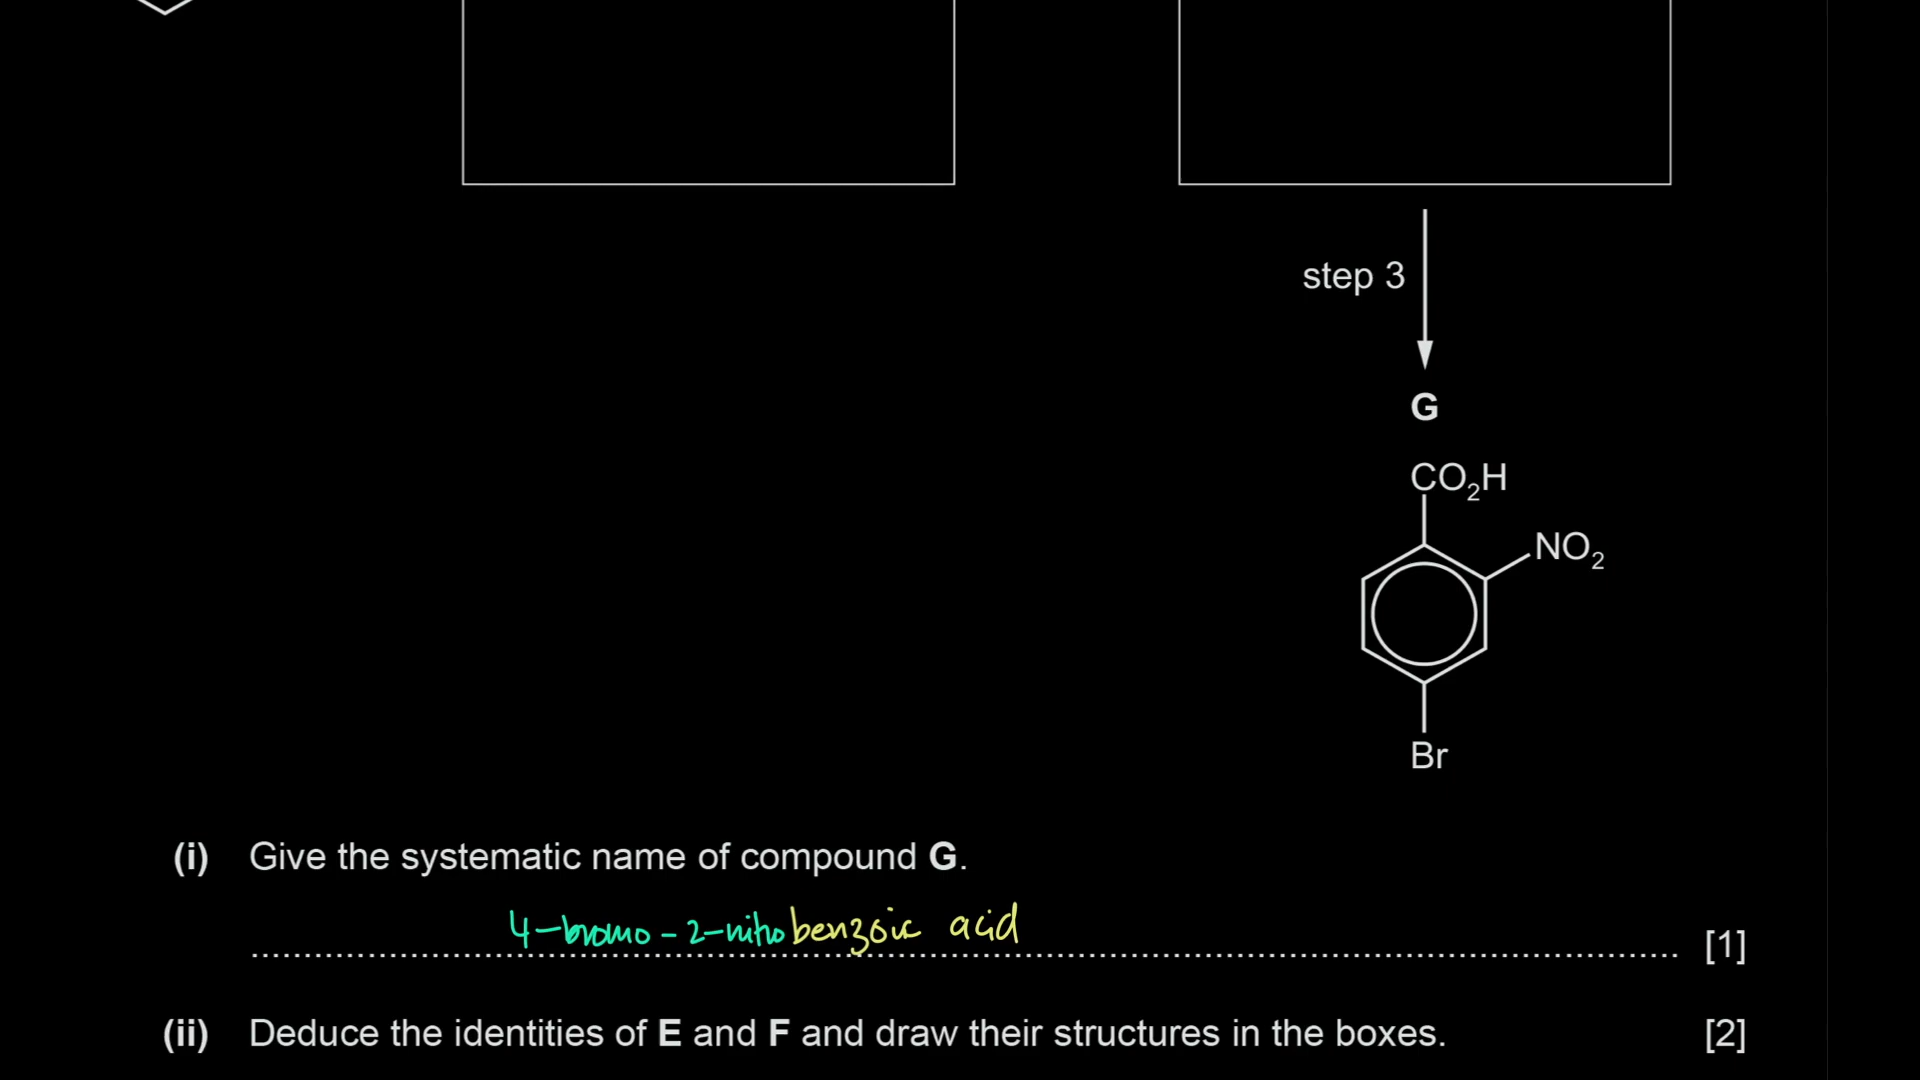 step 3
G
CO₂H
NO₂
Br
(i) Give the systematic name of compound G.
4-bromo-2-nitrobenzoic acid
[1]
(ii) Deduce the identities of E and F and draw their structures in the boxes. [2]